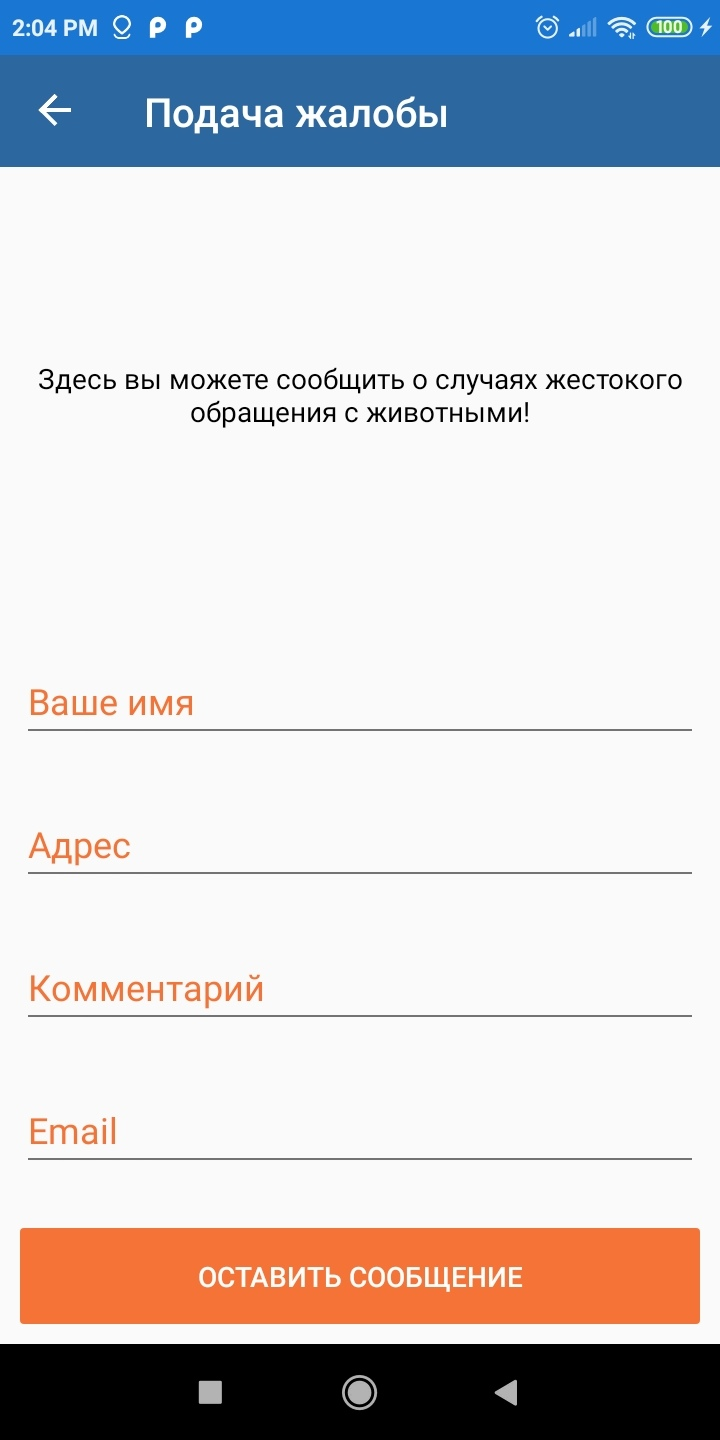 2:04 PM
100
Подача жалобы
Здесь вы можете сообщить о случаях жестокого
обращения с животными!
Ваше имя
Адрес
Комментарий
Email
ОСТАВИТЬ СООБЩЕНИЕ